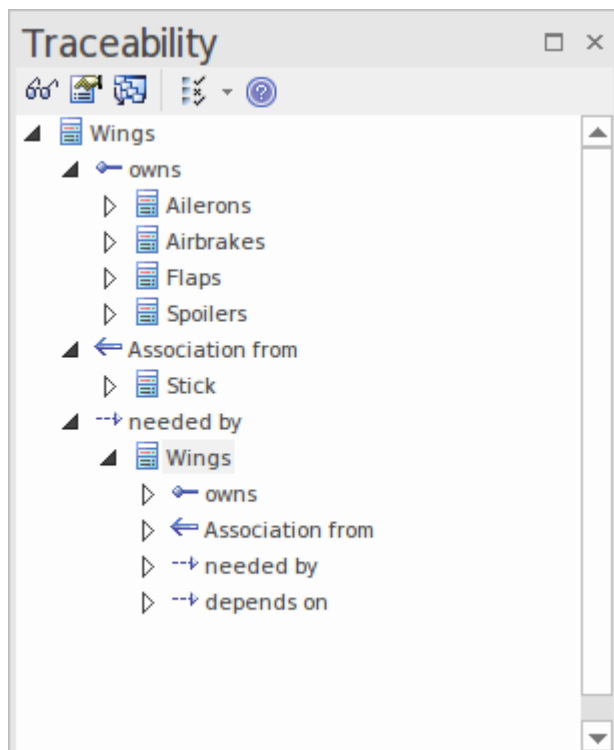 Traceability
Wings
owns
Ailerons
Airbrakes
Flaps
Spoilers
Association from
Stick
needed by
Wings
owns
Association from
needed by
depends on